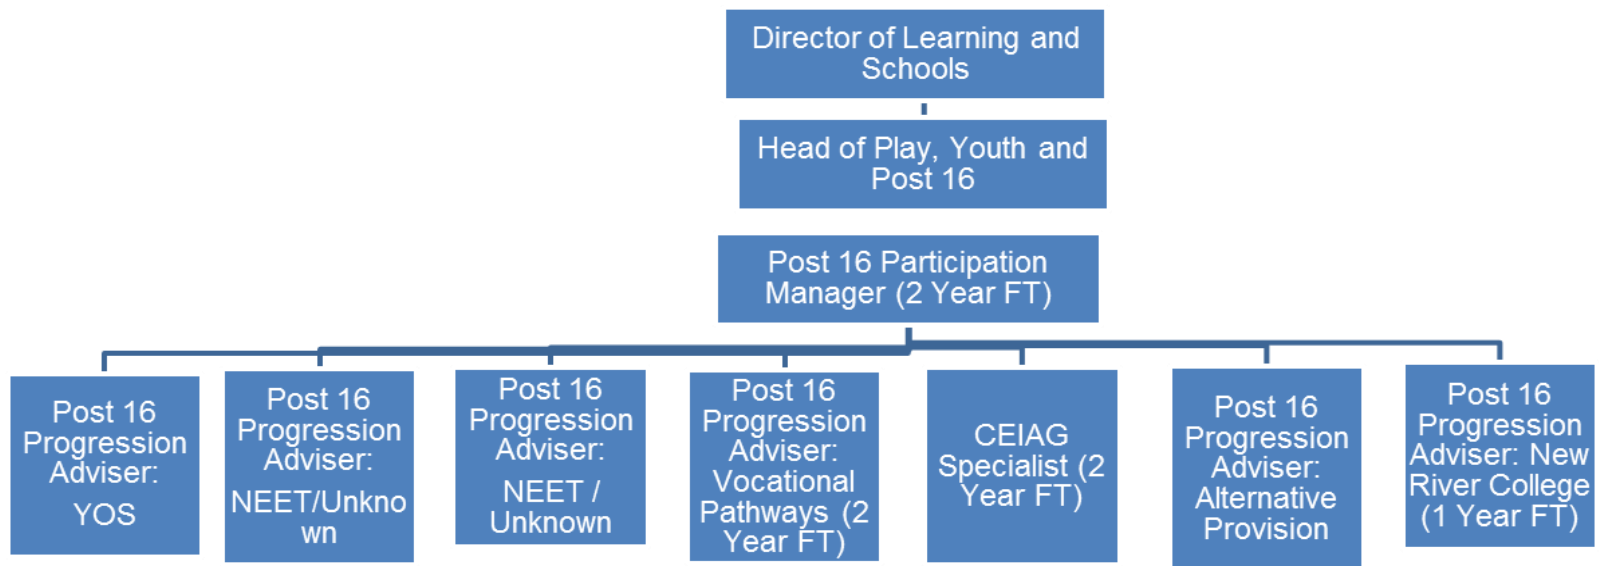 Director of Learning and
Schools
Head of Play, Youth and
Post 16
Post 16 Participation
Manager (2 Year FT)
Post 16
Progression
Adviser:
YOS
Post 16
Progression
Adviser:
NEET/Unkno
wn
Post 16
Progression
Adviser:
NEET /
Unknown
Post 16
Progression
Adviser:
Vocational
Pathways (2
Year FT)
CEIAG
Specialist (2
Year FT)
Post 16
Progression
Adviser:
Alternative
Provision
Post 16
Progression
Adviser: New
River College
(1 Year FT)